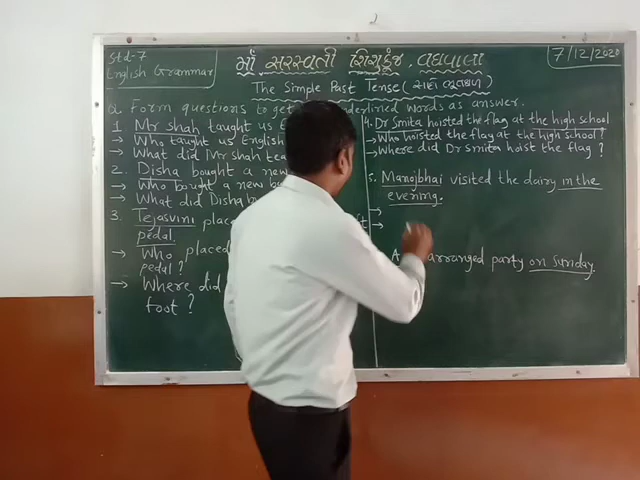 Std-7
English Grammar
માઁ સરસ્વતી શિશુકુંજ, વઘવાલા
7/12/2020
The Simple Past Tense (સાદો ભૂતકાળ)
Q. Form questions to get underlined words as answer.
1 Mr shah taught us
→ Who taught us English
→ What did Mr shah
2. Disha bought a new
→ Who bought a new
→ What did Disha
3. Tejasvini placed
pedal.
→ Who placed
pedal?
→ Where did
foot?
4. Dr Smita hoisted the flag at the high school
→ Who hoisted the flag at the high school?
→ Where did Dr Smita hoist the flag?
5. Manojbhai visited the dairy in the
evening.
→
→
arranged party on Sunday.